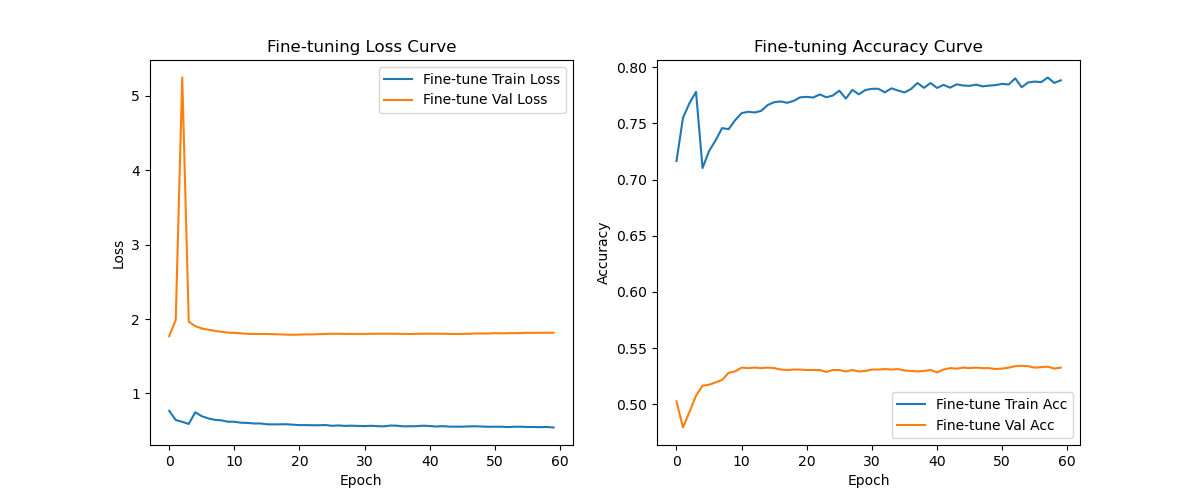 Fine-tuning Loss Curve
Fine-tune Train Loss
Fine-tune Val Loss
5
4
3
2
1
Loss
0 10 20 30 40 50 60
Epoch
Fine-tuning Accuracy Curve
0.80
0.75
0.70
0.65
0.60
0.55
0.50
Accuracy
Fine-tune Train Acc
Fine-tune Val Acc
0 10 20 30 40 50 60
Epoch